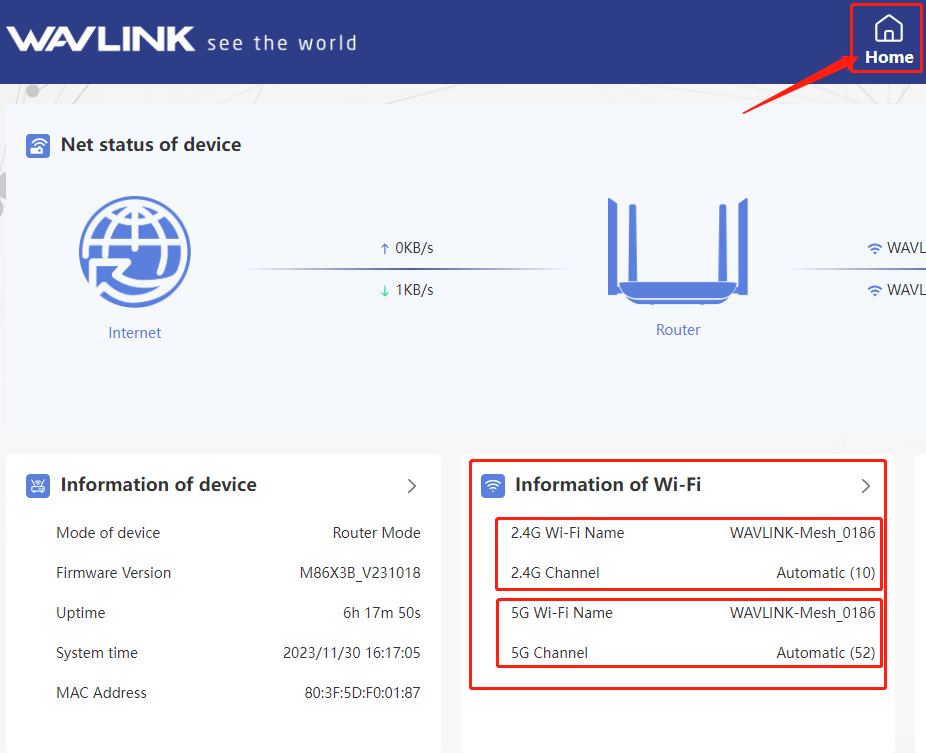 WAVLINK see the world
Home
Net status of device
0KB/s
1KB/s
WAVL
WAVL
Internet
Router
Information of device
Mode of device Router Mode
Firmware Version M86X3B_V231018
Uptime 6h 17m 50s
System time 2023/11/30 16:17:05
MAC Address 80:3F:5D:F0:01:87
Information of Wi-Fi
2.4G Wi-Fi Name WAVLINK-Mesh_0186
2.4G Channel Automatic (10)
5G Wi-Fi Name WAVLINK-Mesh_0186
5G Channel Automatic (52)